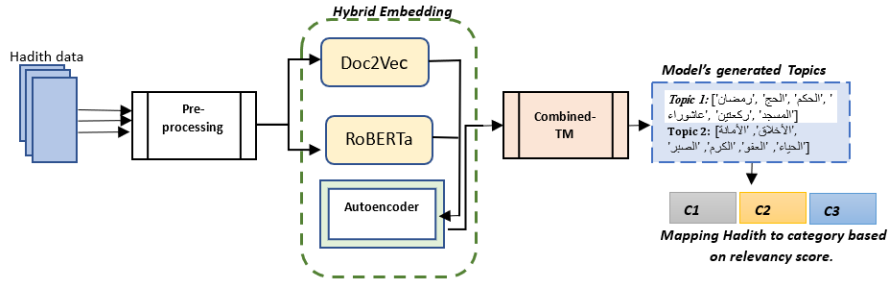 Hadith data
Pre-
processing
Hybrid Embedding
Doc2Vec
RoBERTa
Autoencoder
Combined-
TM
Model's generated Topics
Topic 1: ['رمضان', 'الحج', 'الحكم',
'المسجد', 'ركعتين', 'عاشوراء']
Topic 2: ['الأمانة', 'الأخلاق',
'الحياء', 'العفو', 'الكرم', 'الصبر']
C1
C2
C3
Mapping Hadith to category based
on relevancy score.